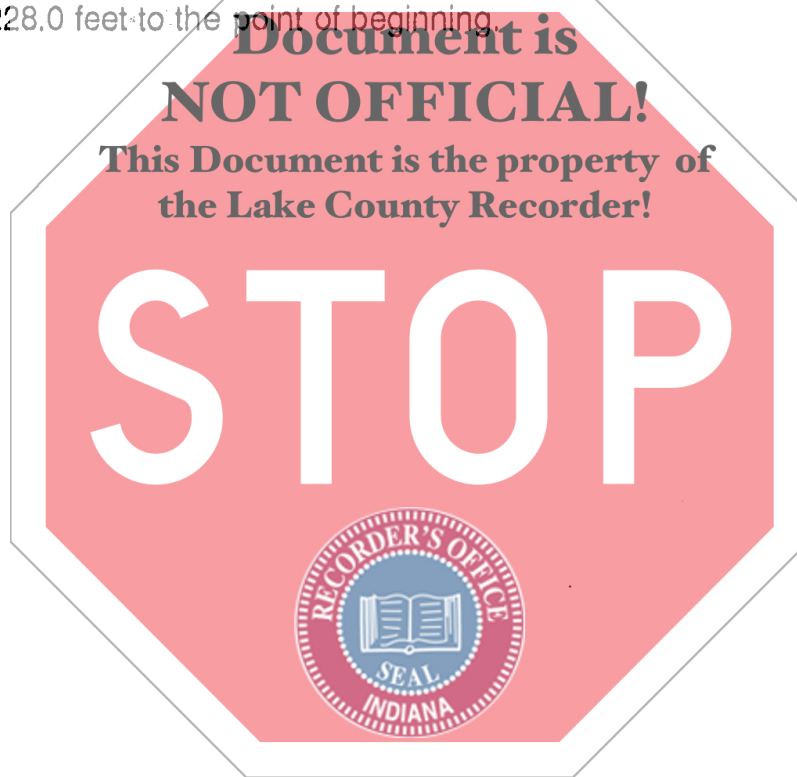 28.0 feet to the point of beginning.
Document is
NOT OFFICIAL!
This Document is the property of
the Lake County Recorder!
STOP
RECORDER'S OFFICE
SEAL
INDIANA